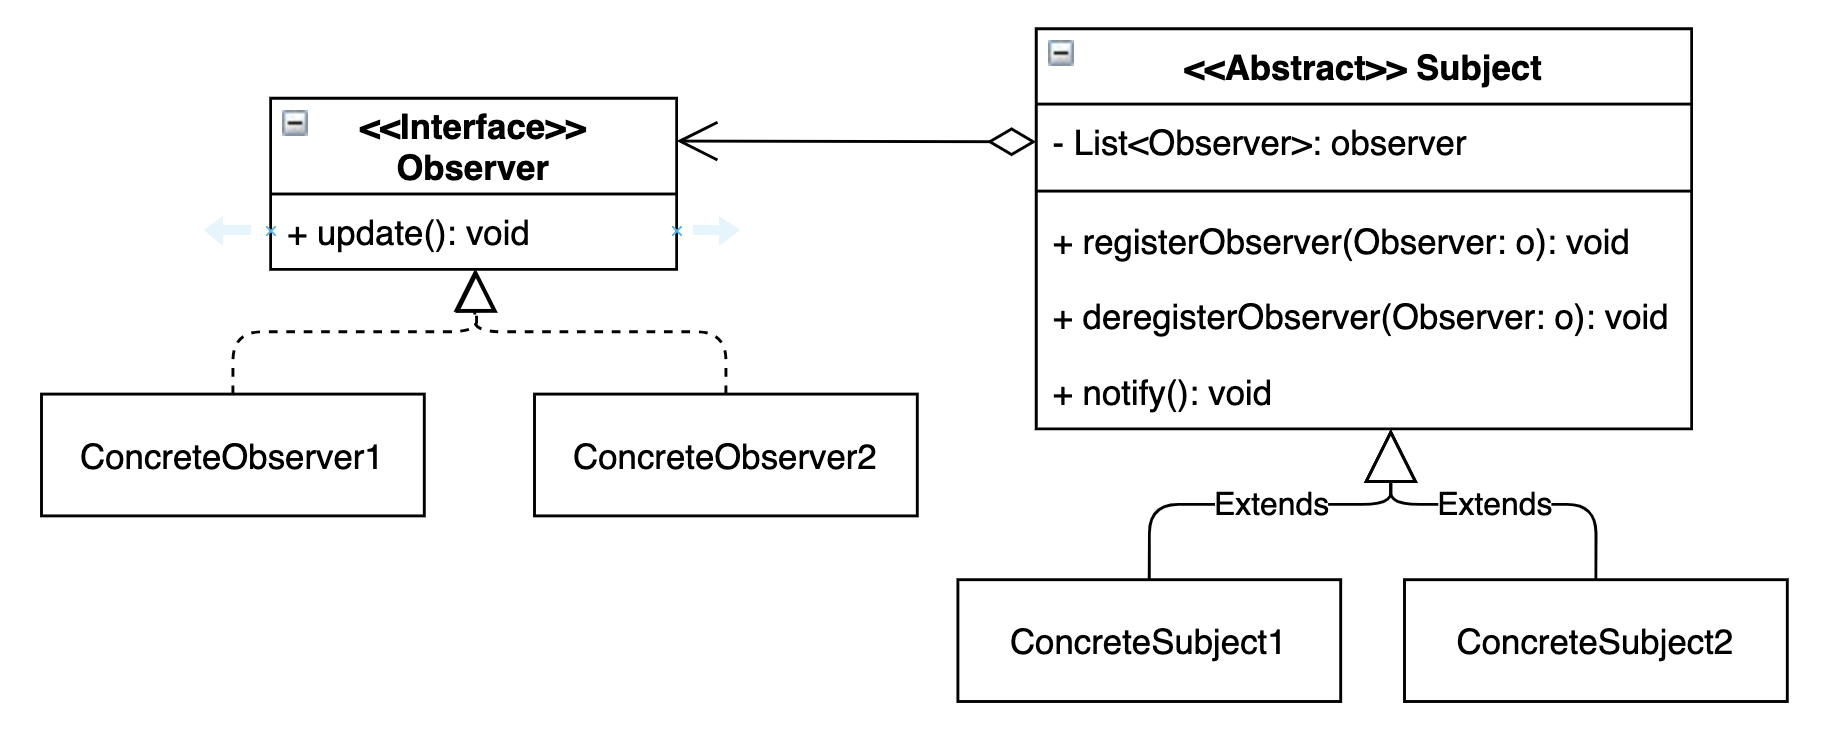 <<Interface>>
Observer
+ update(): void
ConcreteObserver1
ConcreteObserver2
<<Abstract>> Subject
- List<Observer>: observer
+ registerObserver(Observer: o): void
+ deregisterObserver(Observer: o): void
+ notify(): void
Extends
Extends
ConcreteSubject1
ConcreteSubject2